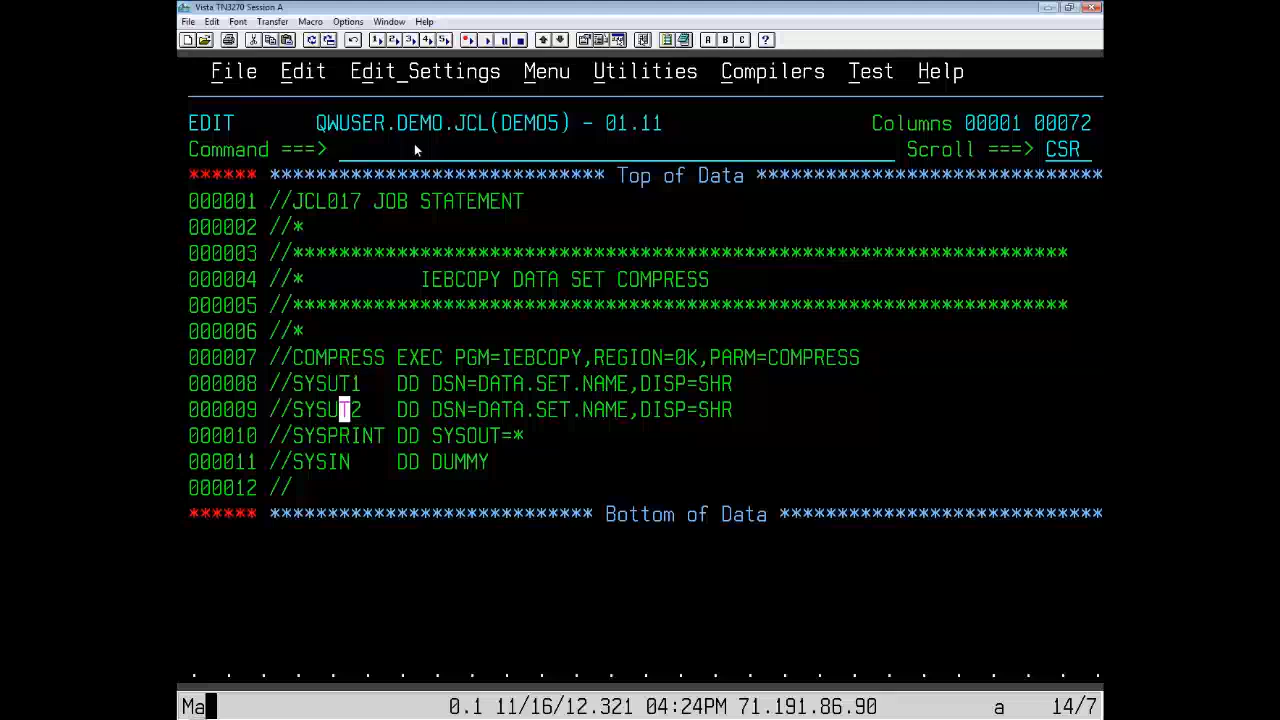 Vista TN3270 Session A
File Edit Font Transfer Macro Options Window Help
A B C ?
File Edit Edit_Settings Menu Utilities Compilers Test Help
EDIT QWUSER.DEMO.JCL(DEMO5) - 01.11 Columns 00001 00072
Command ===> Scroll ===> CSR
****** ***************************** Top of Data ******************************
000001 //JCL017 JOB STATEMENT
000002 //*
000003 //*******************************************************************
000004 //* IEBCOPY DATA SET COMPRESS
000005 //*******************************************************************
000006 //*
000007 //COMPRESS EXEC PGM=IEBCOPY,REGION=0K,PARM=COMPRESS
000008 //SYSUT1 DD DSN=DATA.SET.NAME,DISP=SHR
000009 //SYSUT2 DD DSN=DATA.SET.NAME,DISP=SHR
000010 //SYSPRINT DD SYSOUT=*
000011 //SYSIN DD DUMMY
000012 //
****** **************************** Bottom of Data ****************************
Ma 0.1 11/16/12.321 04:24PM 71.191.86.90 a 14/7